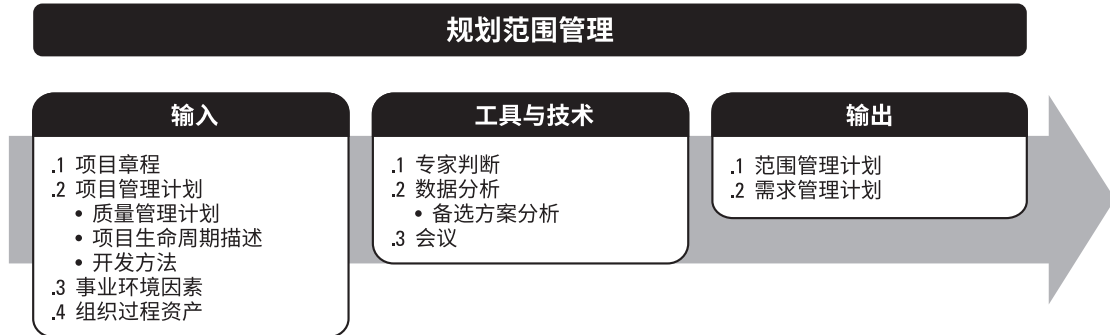 规划范围管理
输入
.1 项目章程
.2 项目管理计划
• 质量管理计划
• 项目生命周期描述
• 开发方法
.3 事业环境因素
.4 组织过程资产
工具与技术
.1 专家判断
.2 数据分析
• 备选方案分析
.3 会议
输出
.1 范围管理计划
.2 需求管理计划